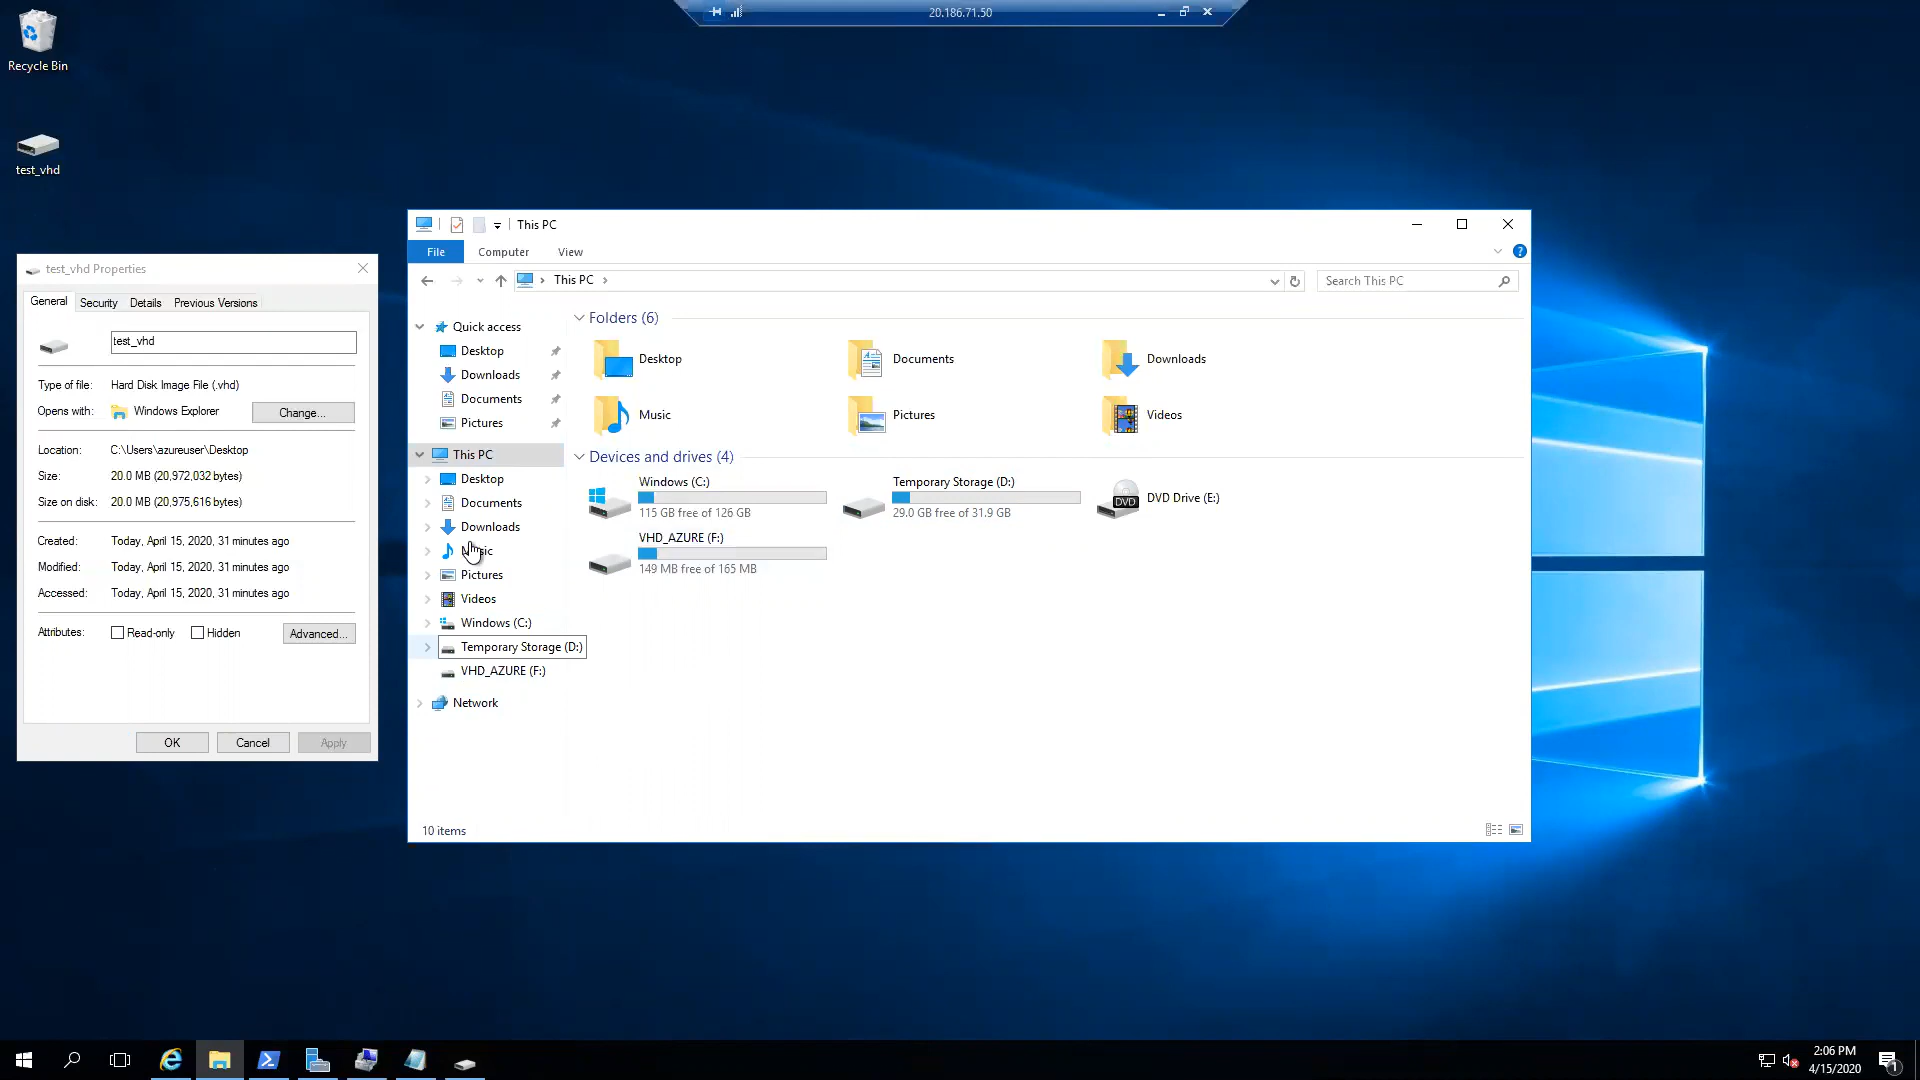 20.186.71.50
Recycle Bin
test_vhd
test_vhd Properties
General Security Details Previous Versions
test_vhd
Type of file: Hard Disk Image File (.vhd)
Opens with: Windows Explorer Change...
Location: C:\Users\azureuser\Desktop
Size: 20.0 MB (20,972,032 bytes)
Size on disk: 20.0 MB (20,975,616 bytes)
Created: Today, April 15, 2020, 31 minutes ago
Modified: Today, April 15, 2020, 31 minutes ago
Accessed: Today, April 15, 2020, 31 minutes ago
Attributes: Read-only Hidden Advanced...
OK Cancel Apply
This PC
File Computer View
This PC
Search This PC
Quick access
Desktop
Downloads
Documents
Pictures
This PC
Desktop
Documents
Downloads
Pictures
Videos
Windows (C:)
Temporary Storage (D:)
VHD_AZURE (F:)
Network
Folders (6)
Desktop
Documents
Downloads
Music
Pictures
Videos
Devices and drives (4)
Windows (C:)
115 GB free of 126 GB
Temporary Storage (D:)
29.0 GB free of 31.9 GB
DVD
DVD Drive (E:)
VHD_AZURE (F:)
149 MB free of 165 MB
10 items
2:06 PM
4/15/2020
1